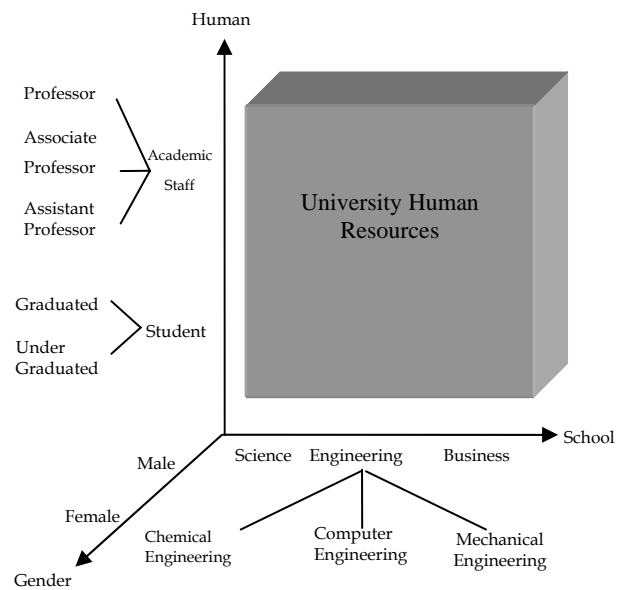 Human
Professor
Associate
Professor
Academic
Staff
Assistant
Professor
University Human
Resources
Graduated
Student
Under
Graduated
School
Science
Engineering
Business
Male
Female
Gender
Chemical
Engineering
Computer
Engineering
Mechanical
Engineering